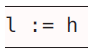 l := h